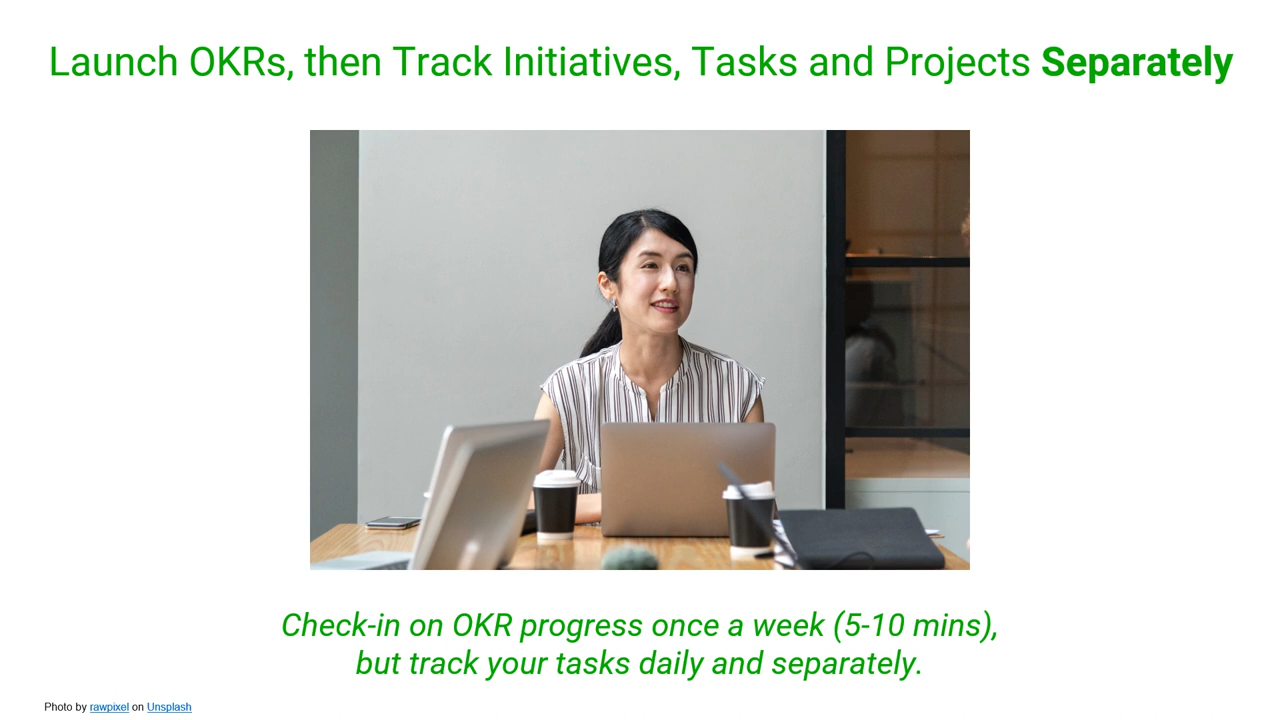 Launch OKRs, then Track Initiatives, Tasks and Projects Separately
Check-in on OKR progress once a week (5-10 mins),
but track your tasks daily and separately.
Photo by rawpixel on Unsplash